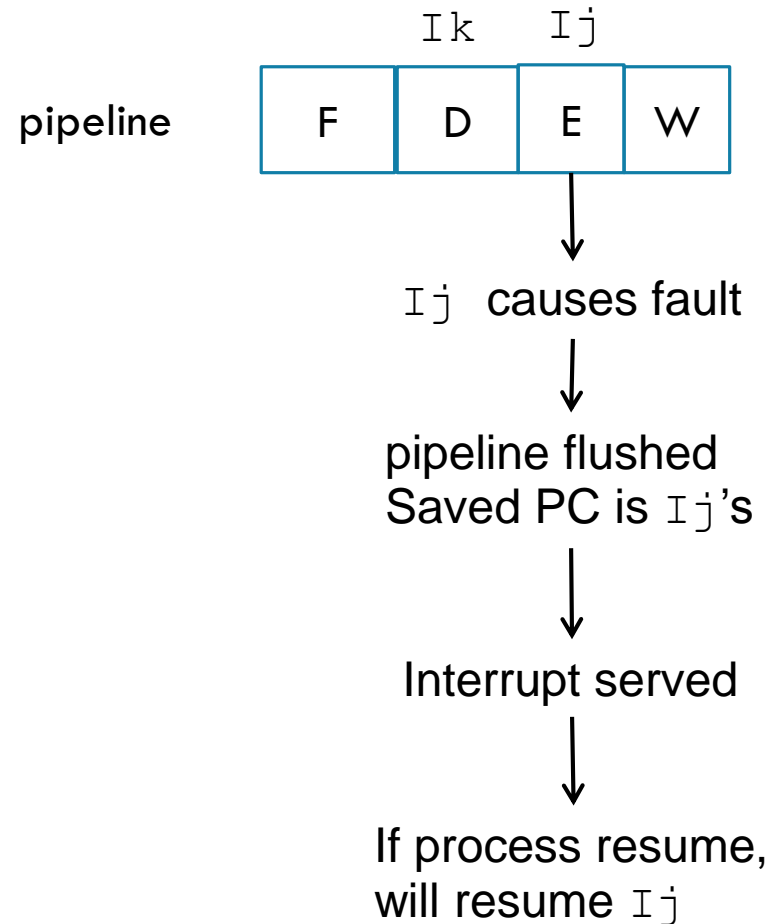 Ik Ij
pipeline F D E W
Ij causes fault
pipeline flushed
Saved PC is Ij’s
Interrupt served
If process resume,
will resume Ij